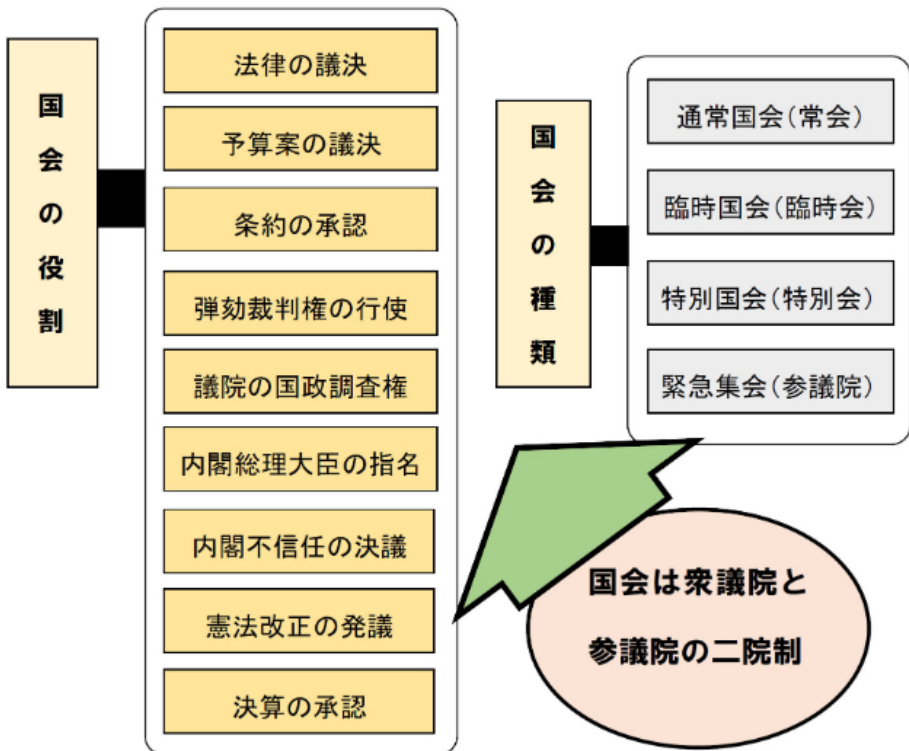 国会の役割
法律の議決
予算案の議決
条約の承認
弾劾裁判権の行使
議院の国政調査権
内閣総理大臣の指名
内閣不信任の決議
憲法改正の発議
決算の承認
国会の種類
通常国会(常会)
臨時国会(臨時会)
特別国会(特別会)
緊急集会(参議院)
国会は衆議院と
参議院の二院制